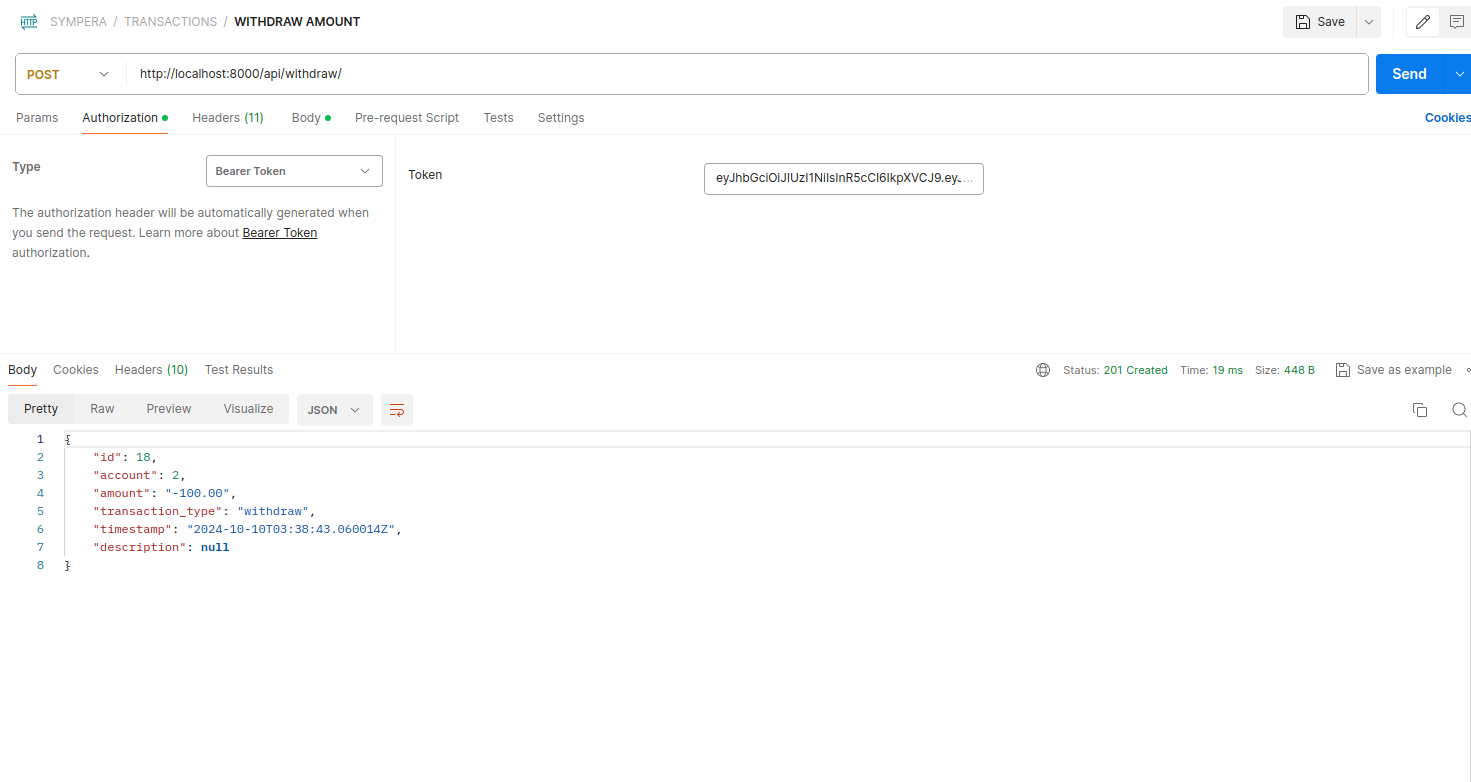 HTTP SYMPERA / TRANSACTIONS / WITHDRAW AMOUNT Save
POST http://localhost:8000/api/withdraw/ Send
Params Authorization Headers (11) Body Pre-request Script Tests Settings Cookies
Type Bearer Token Token eyJhbGciOiJIUzI1NiIsInR5cCI6IkpXVCJ9.eyJ...
The authorization header will be automatically generated when
you send the request. Learn more about Bearer Token
authorization.
Body Cookies Headers (10) Test Results Status: 201 Created Time: 19 ms Size: 448 B Save as example
Pretty Raw Preview Visualize JSON
1 {
2 "id": 18,
3 "account": 2,
4 "amount": "-100.00",
5 "transaction_type": "withdraw",
6 "timestamp": "2024-10-10T03:38:43.060014Z",
7 "description": null
8 }